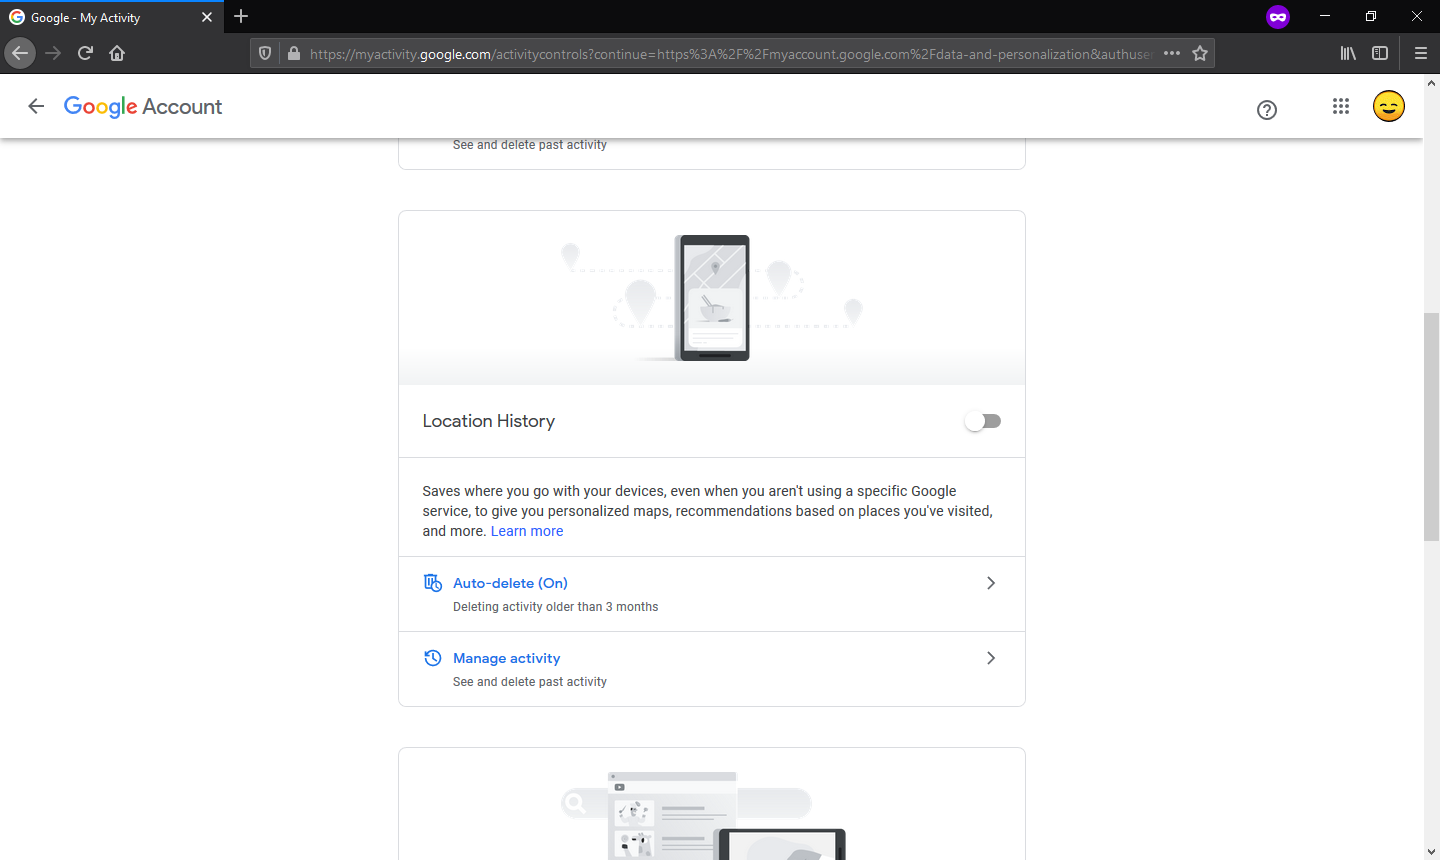 Google - My Activity
https://myactivity.google.com/activitycontrols?continue=https%3A%2F%2Fmyaccount.google.com%2Fdata-and-personalization&authuser
Google Account
See and delete past activity
Location History
Saves where you go with your devices, even when you aren't using a specific Google
service, to give you personalized maps, recommendations based on places you've visited,
and more. Learn more
Auto-delete (On)
Deleting activity older than 3 months
Manage activity
See and delete past activity